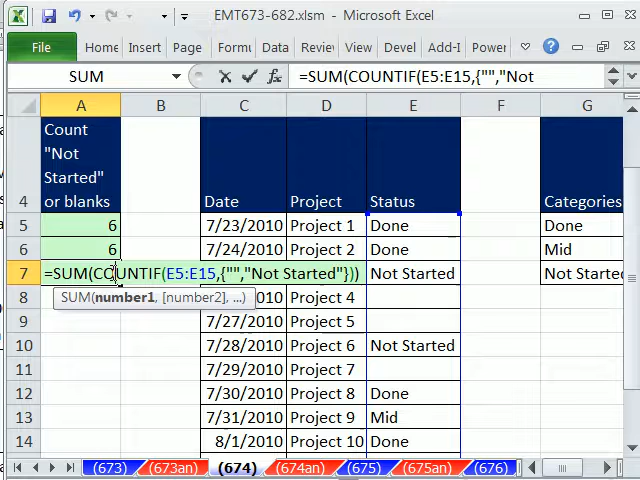 EMT673-682.xlsm - Microsoft Excel
File Home Insert Page Formu Data Revie View Devel Add-I Power P
SUM =SUM(COUNTIF(E5:E15,{"","Not
A B C D E F G
Count
"Not
Started"
4 or blanks Date Project Status Categories
5 6 7/23/2010 Project 1 Done Done
6 6 7/24/2010 Project 2 Done Mid
7 =SUM(COUNTIF(E5:E15,{"","Not Started"})) Not Started Not Started
SUM(number1, [number2], ...)
8 /2010 Project 4
9 7/27/2010 Project 5
10 7/28/2010 Project 6 Not Started
11 7/29/2010 Project 7
12 7/30/2010 Project 8 Done
13 7/31/2010 Project 9 Mid
14 8/1/2010 Project 10 Done
(673) (673an) (674) (674an) (675) (675an) (676)